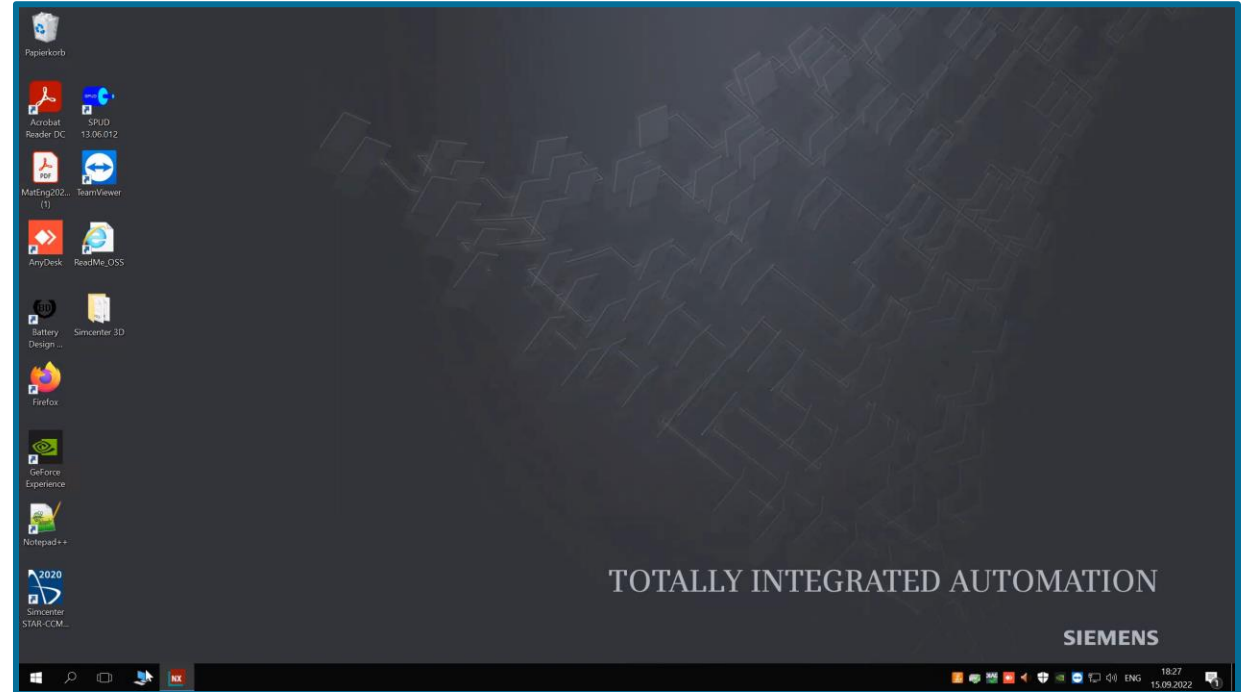 Papierkorb
Acrobat
Reader DC
SPUD
13.06.012
PDF
MatEng202...
(1)
TeamViewer
AnyDesk
ReadMe_OSS
Battery
Design ...
Simcenter 3D
Firefox
GeForce
Experience
Notepad++
2020
Simcenter
STAR-CCM...
TOTALLY INTEGRATED AUTOMATION
SIEMENS
NX
ENG
18:27
15.09.2022